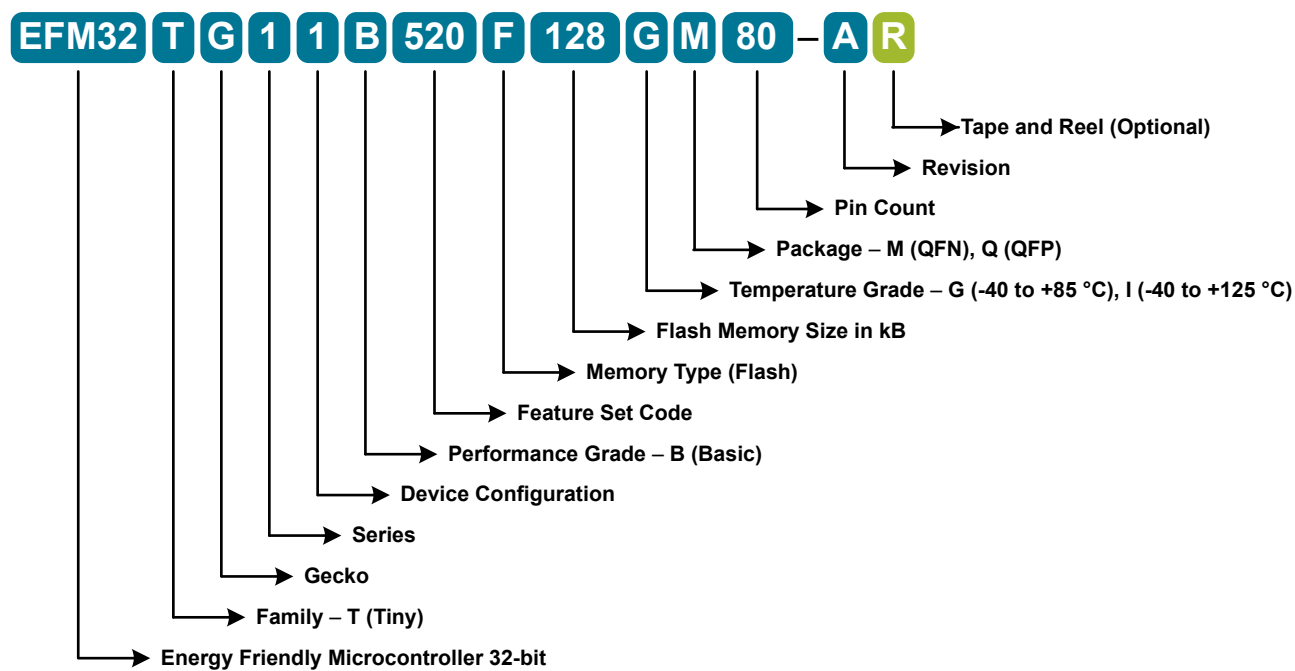 EFM32 T G 1 1 B 520 F 128 G M 80 – A R
Tape and Reel (Optional)
Revision
Pin Count
Package – M (QFN), Q (QFP)
Temperature Grade – G (-40 to +85 °C), I (-40 to +125 °C)
Flash Memory Size in kB
Memory Type (Flash)
Feature Set Code
Performance Grade – B (Basic)
Device Configuration
Series
Gecko
Family – T (Tiny)
Energy Friendly Microcontroller 32-bit